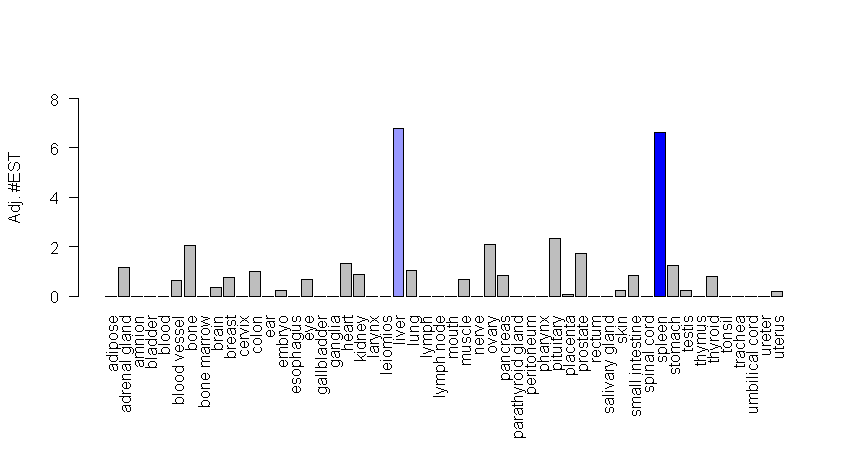 Adj. #EST
8
6
4
2
0
adipose
adrenal gland
amnion
bladder
blood
blood vessel
bone
bone marrow
brain
breast
cervix
colon
ear
embryo
esophagus
eye
gallbladder
ganglia
heart
kidney
larynx
leiomios
liver
lung
lymph
lymph node
mouth
muscle
nerve
ovary
pancreas
parathyroid gland
peritoneum
pharynx
pituitary
placenta
prostate
rectum
salivary gland
skin
small intestine
spinal cord
spleen
stomach
testis
thymus
thyroid
tonsil
trachea
umbilical cord
ureter
uterus